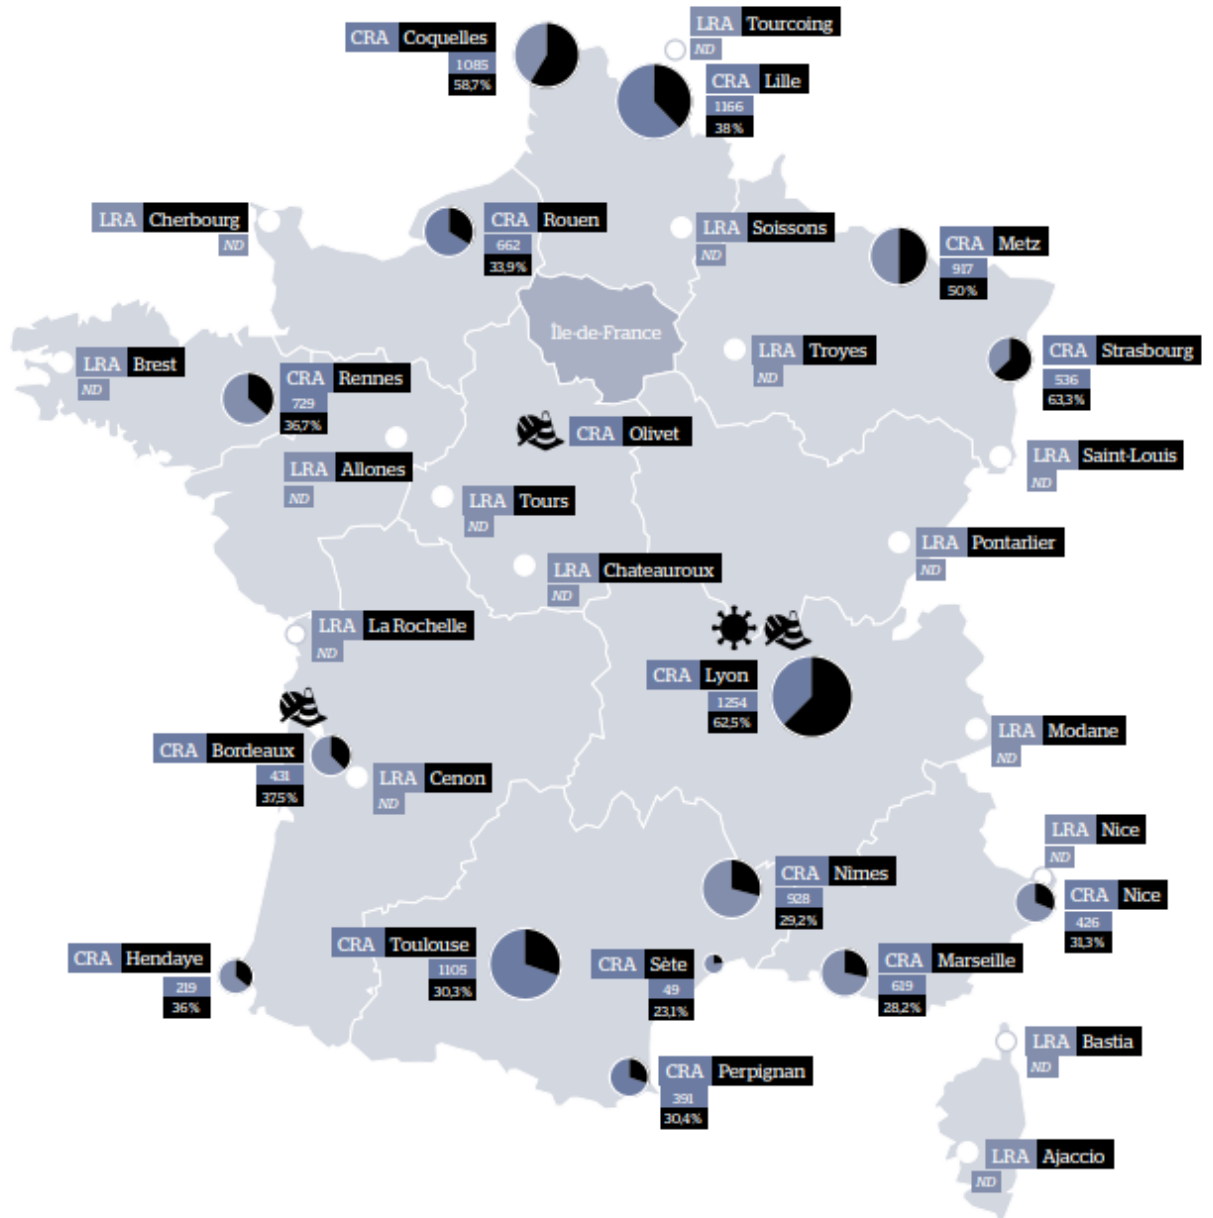 CRA Coquelles
1085
58,7%
LRA Tourcoing
ND
CRA Lille
1166
38%
LRA Cherbourg
ND
CRA Rouen
662
33,9%
LRA Soissons
ND
CRA Metz
917
50%
Île-de-France
LRA Brest
ND
CRA Rennes
729
36,7%
LRA Troyes
ND
CRA Strasbourg
536
63,3%
CRA Olivet
LRA Allones
ND
LRA Saint-Louis
ND
LRA Tours
ND
LRA Pontarlier
ND
LRA Chateauroux
ND
LRA La Rochelle
ND
CRA Lyon
1254
62,5%
LRA Modane
ND
CRA Bordeaux
431
37,5%
LRA Cenon
ND
LRA Nice
ND
CRA Nîmes
928
29,2%
CRA Nice
426
31,3%
CRA Toulouse
1105
30,3%
CRA Hendaye
219
36%
CRA Sète
49
23,1%
CRA Marseille
619
28,2%
LRA Bastia
ND
CRA Perpignan
391
30,4%
LRA Ajaccio
ND